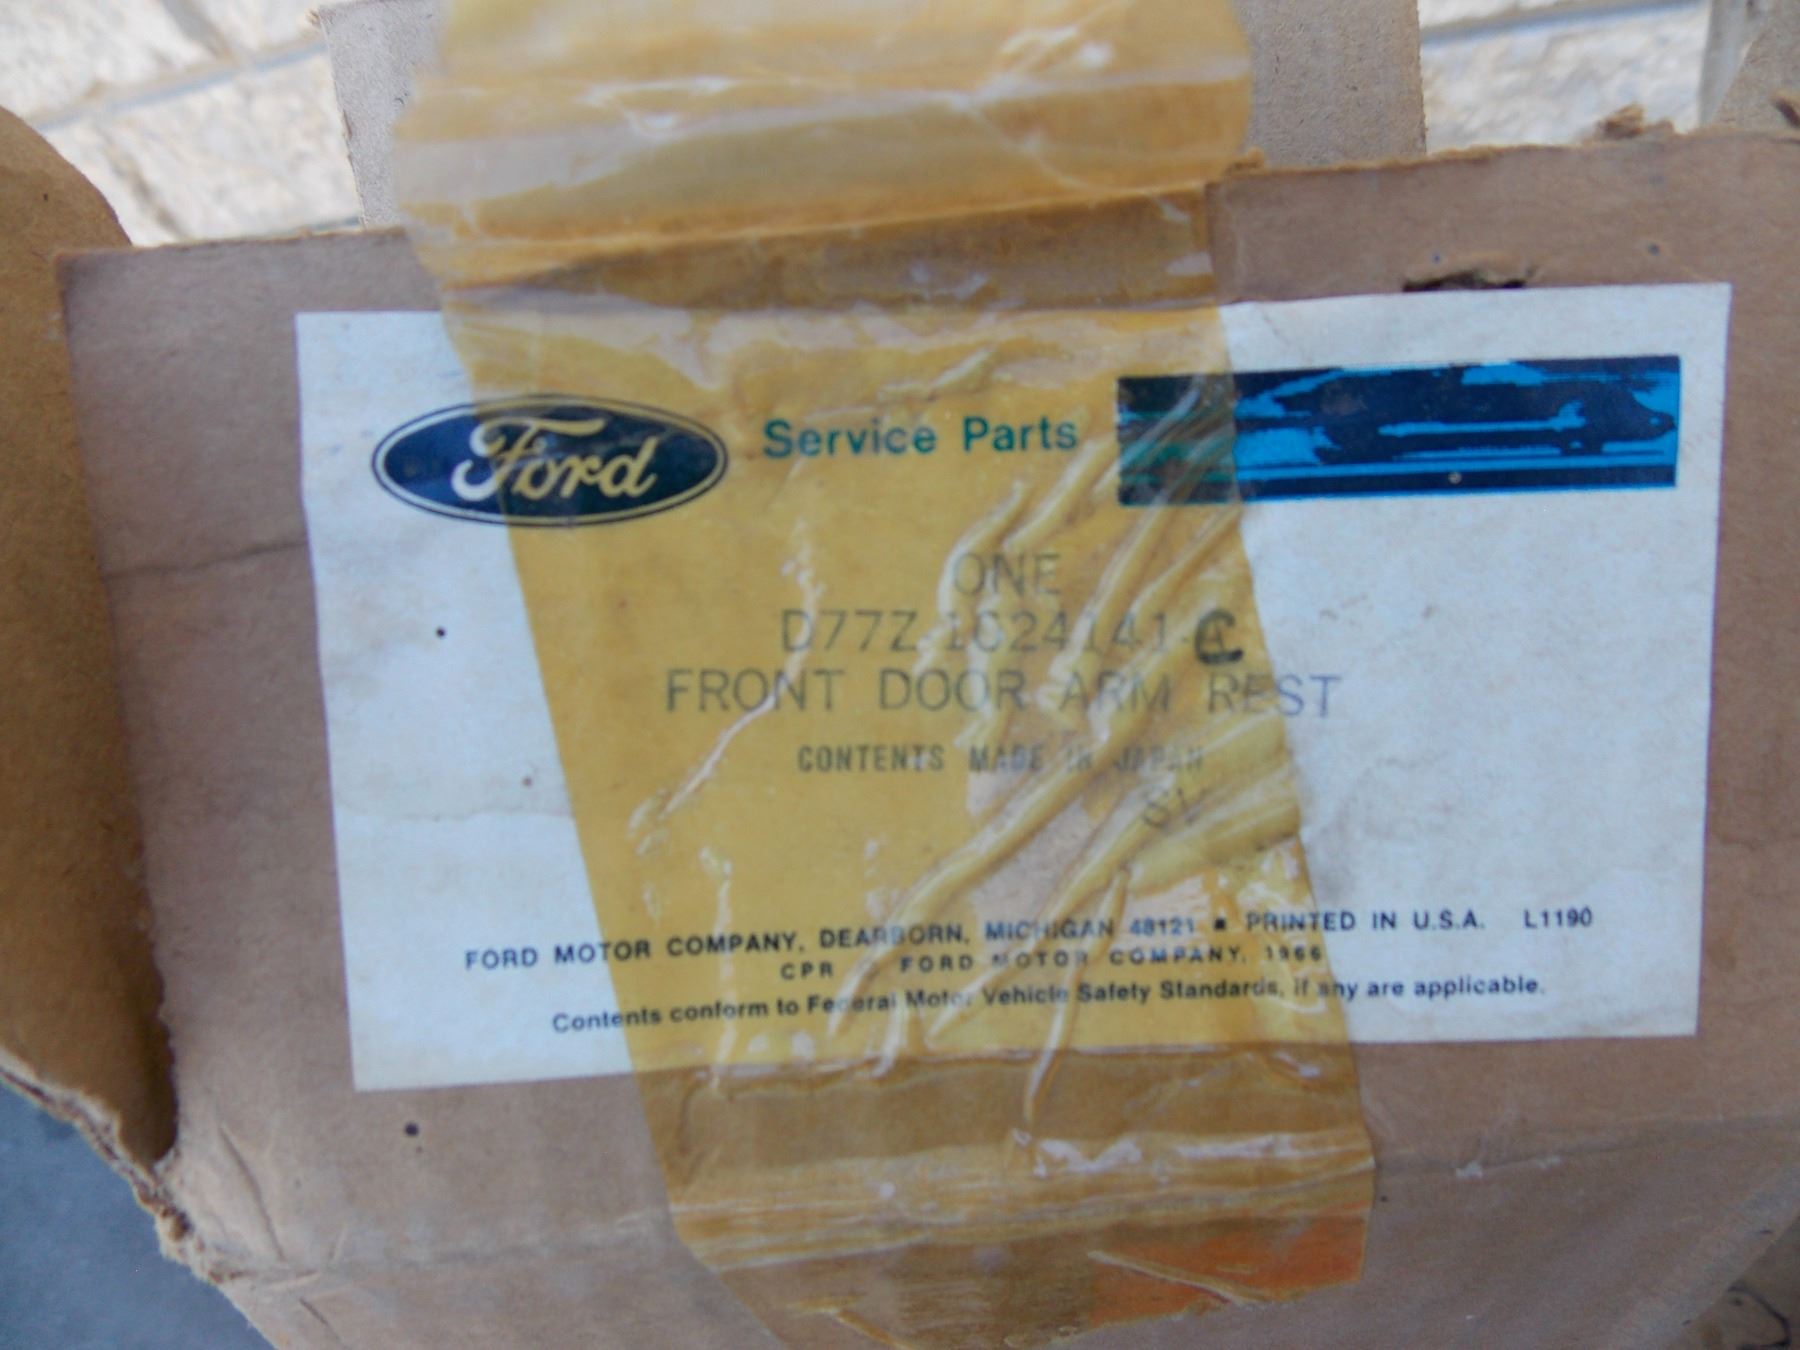 Ford Service Parts
ONE
D77Z 1024141-C
FRONT DOOR ARM REST
CONTENTS MADE IN JAPAN
FORD MOTOR COMPANY, DEARBORN, MICHIGAN 48121 ■ PRINTED IN U.S.A. L1190
CPR FORD MOTOR COMPANY, 1966
Contents conform to Federal Motor Vehicle Safety Standards, if any are applicable.